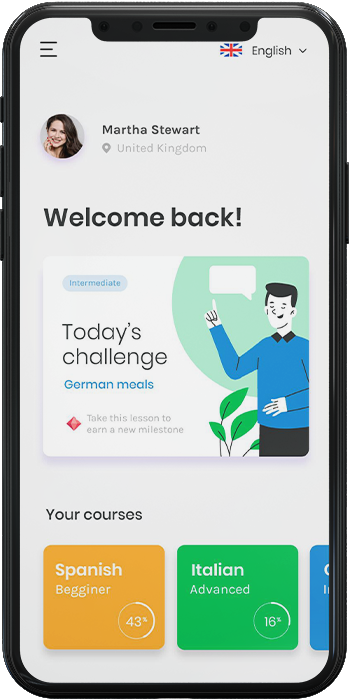 English
Martha Stewart
United Kingdom
Welcome back!
Intermediate
Today's
challenge
German meals
Take this lesson to
earn a new milestone
Your courses
Spanish
Begginer
43%
Italian
Advanced
16%